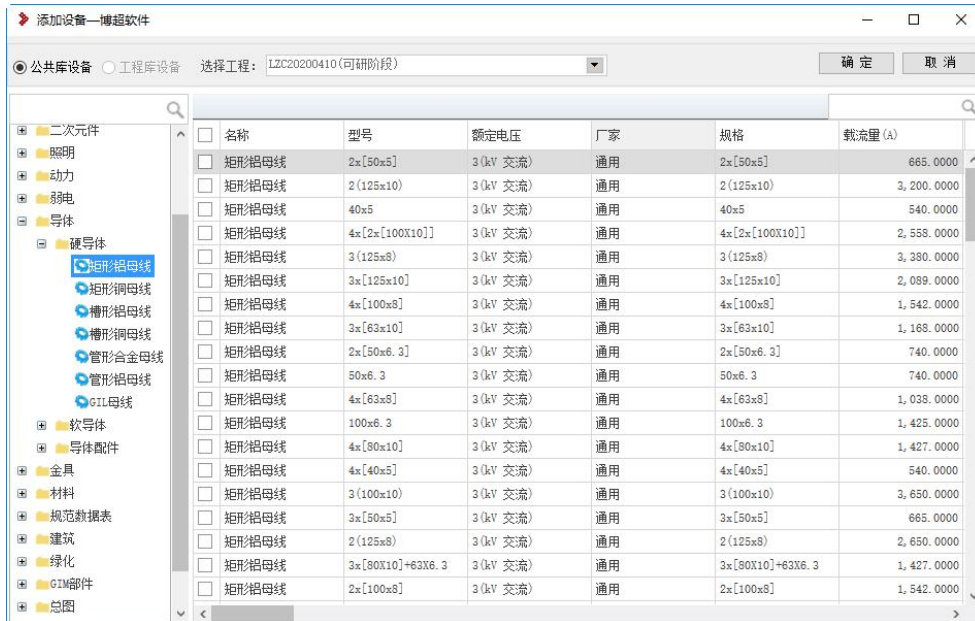 添加设备—博超软件
公共库设备 工程库设备 选择工程： LZC20200410(可研阶段) 确 定 取 消
二次元件
照明
动力
弱电
导体
硬导体
矩形铝母线
矩形铜母线
槽形铝母线
槽形铜母线
管形合金母线
管形铝母线
GIL母线
软导体
导体配件
金具
材料
规范数据表
建筑
绿化
GIM部件
总图
名称 型号 额定电压 厂家 规格 载流量(A)
矩形铝母线 2x[50x5] 3(kV 交流) 通用 2x[50x5] 665.0000
矩形铝母线 2(125x10) 3(kV 交流) 通用 2(125x10) 3,200.0000
矩形铝母线 40x5 3(kV 交流) 通用 40x5 540.0000
矩形铝母线 4x[2x[100X10]] 3(kV 交流) 通用 4x[2x[100X10]] 2,558.0000
矩形铝母线 3(125x8) 3(kV 交流) 通用 3(125x8) 3,380.0000
矩形铝母线 3x[125x10] 3(kV 交流) 通用 3x[125x10] 2,089.0000
矩形铝母线 4x[100x8] 3(kV 交流) 通用 4x[100x8] 1,542.0000
矩形铝母线 3x[63x10] 3(kV 交流) 通用 3x[63x10] 1,168.0000
矩形铝母线 2x[50x6.3] 3(kV 交流) 通用 2x[50x6.3] 740.0000
矩形铝母线 50x6.3 3(kV 交流) 通用 50x6.3 740.0000
矩形铝母线 4x[63x8] 3(kV 交流) 通用 4x[63x8] 1,038.0000
矩形铝母线 100x6.3 3(kV 交流) 通用 100x6.3 1,425.0000
矩形铝母线 4x[80x10] 3(kV 交流) 通用 4x[80x10] 1,427.0000
矩形铝母线 4x[40x5] 3(kV 交流) 通用 4x[40x5] 540.0000
矩形铝母线 3(100x10) 3(kV 交流) 通用 3(100x10) 3,650.0000
矩形铝母线 3x[50x5] 3(kV 交流) 通用 3x[50x5] 665.0000
矩形铝母线 2(125x8) 3(kV 交流) 通用 2(125x8) 2,650.0000
矩形铝母线 3x[80X10]+63X6.3 3(kV 交流) 通用 3x[80X10]+63X6.3 1,427.0000
矩形铝母线 2x[100x8] 3(kV 交流) 通用 2x[100x8] 1,542.0000